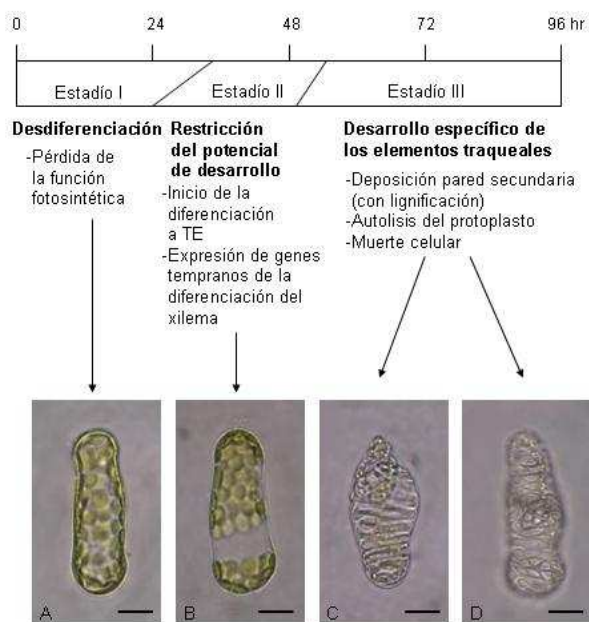 0 24 48 72 96 hr
Estadío I Estadío II Estadío III
Desdiferenciación
-Pérdida de
la función
fotosintética
Restricción
del potencial
de desarrollo
-Inicio de la
diferenciación
a TE
-Expresión de genes
tempranos de la
diferenciación del
xilema
Desarrollo específico de
los elementos traqueales
-Deposición pared secundaria
(con lignificación)
-Autolisis del protoplasto
-Muerte celular
A B C D